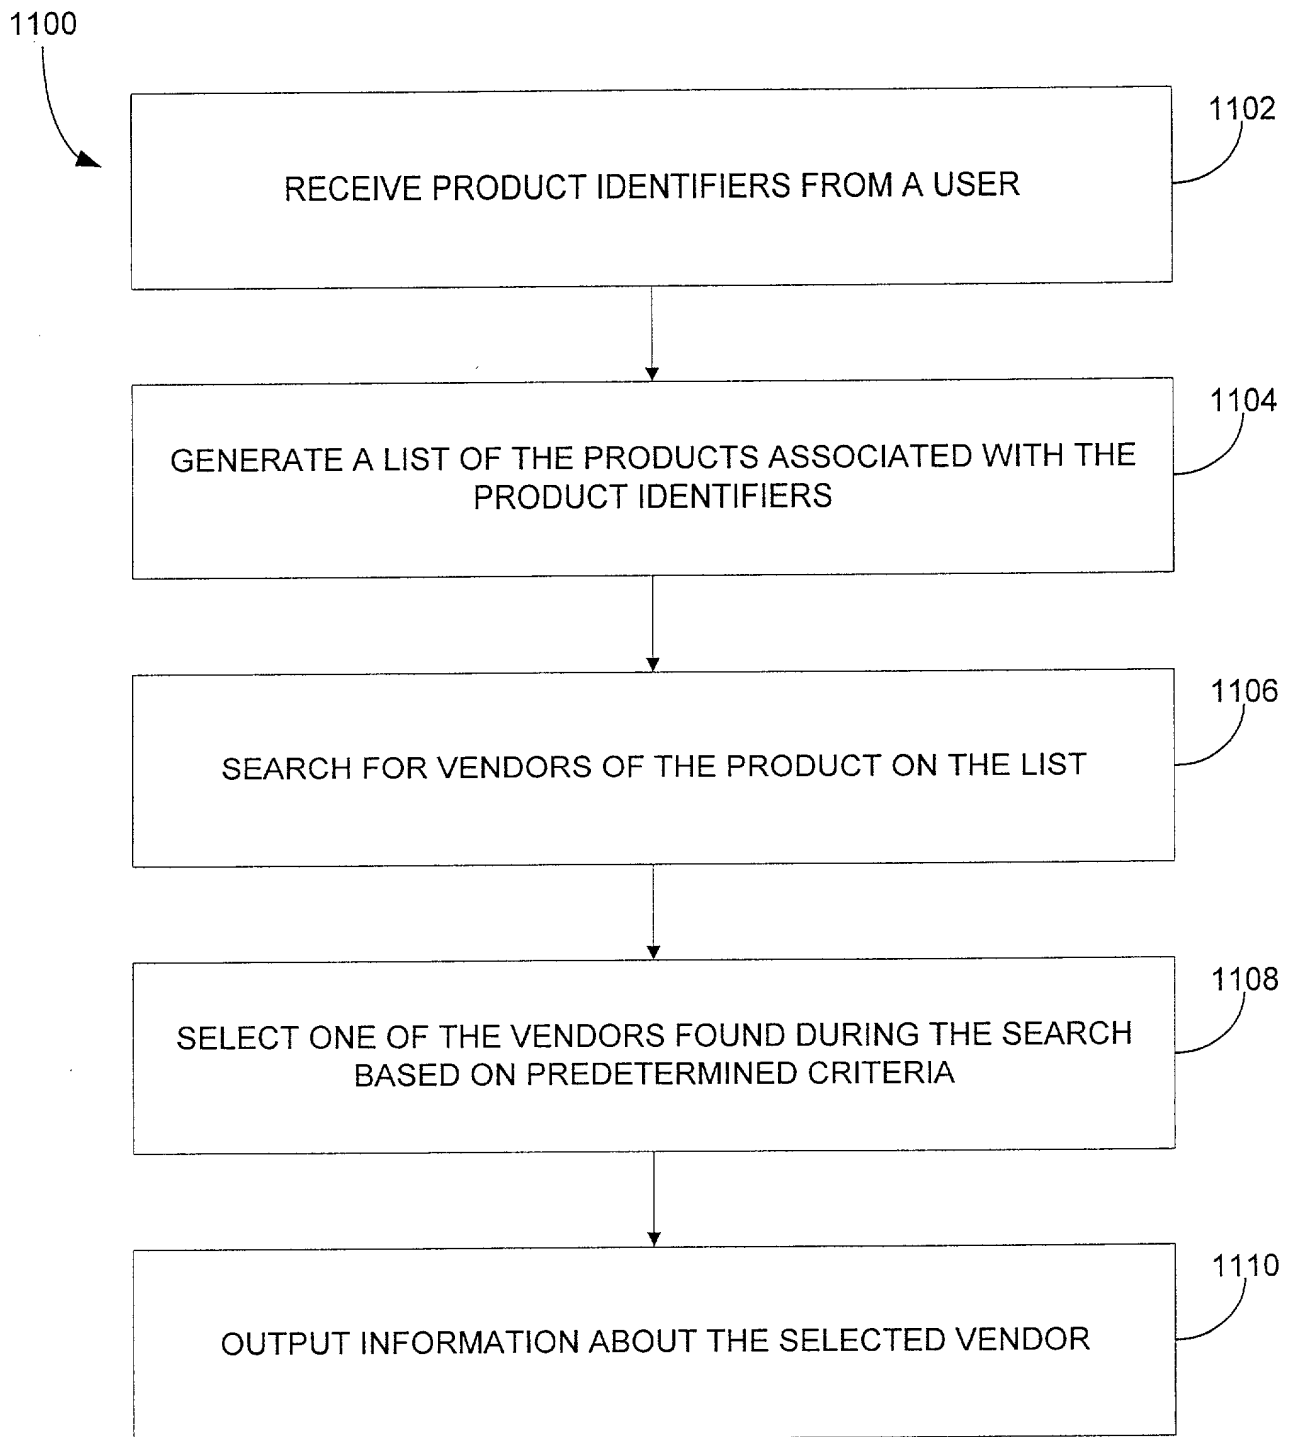 1100
1102
RECEIVE PRODUCT IDENTIFIERS FROM A USER
1104
GENERATE A LIST OF THE PRODUCTS ASSOCIATED WITH THE
PRODUCT IDENTIFIERS
1106
SEARCH FOR VENDORS OF THE PRODUCT ON THE LIST
1108
SELECT ONE OF THE VENDORS FOUND DURING THE SEARCH
BASED ON PREDETERMINED CRITERIA
1110
OUTPUT INFORMATION ABOUT THE SELECTED VENDOR